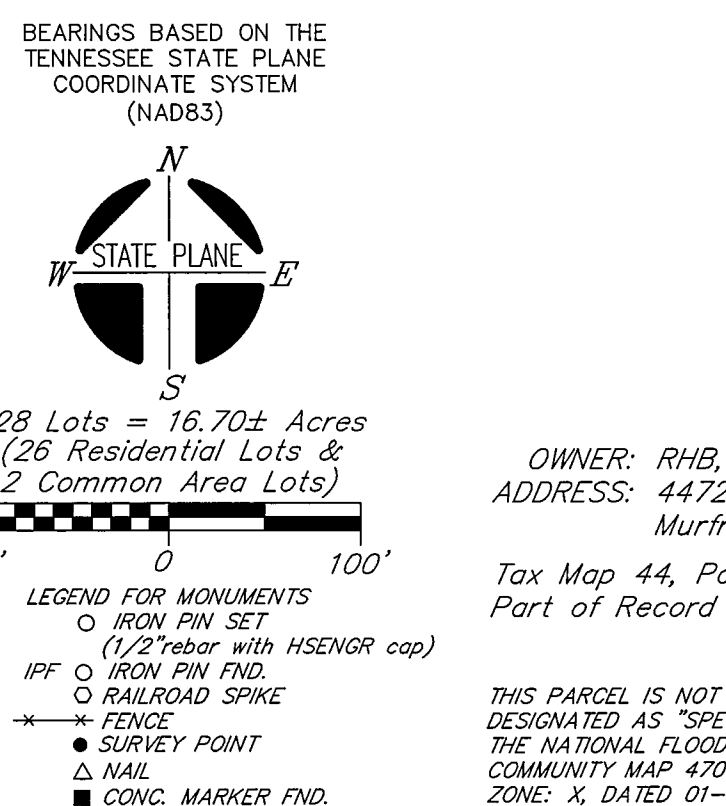 BEARINGS BASED ON THE
TENNESSEE STATE PLANE
COORDINATE SYSTEM
(NAD83)
N
STATE PLANE
W E
S
28 Lots = 16.70± Acres
(26 Residential Lots &
2 Common Area Lots)
' 0 100'
LEGEND FOR MONUMENTS
IRON PIN SET
(1/2"rebar with HSENGR cap)
IPF IRON PIN FND.
RAILROAD SPIKE
FENCE
SURVEY POINT
NAIL
CONC. MARKER FND.
OWNER: RHB,
ADDRESS: 4472
Murfr
Tax Map 44, Pa
Part of Record
THIS PARCEL IS NOT
DESIGNATED AS "SPE
THE NATIONAL FLOOD
COMMUNITY MAP 470
ZONE: X, DATED 01-